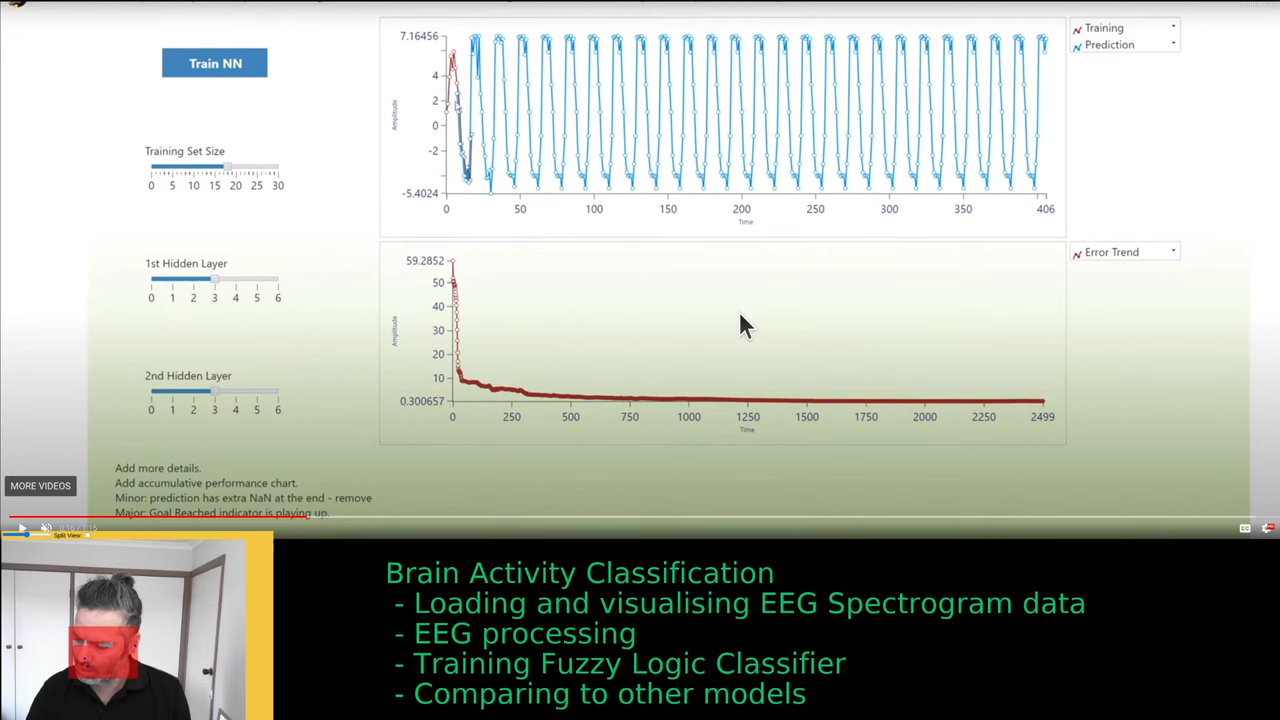 Train NN
Training Set Size
0 5 10 15 20 25 30
1st Hidden Layer
0 1 2 3 4 5 6
2nd Hidden Layer
0 1 2 3 4 5 6
7.16456
4
2
0
-2
-5.4024
Amplitude
0 50 100 150 200 250 300 350 406
Time
Training
Prediction
59.2852
50
40
30
20
10
0.300657
Amplitude
0 250 500 750 1000 1250 1500 1750 2000 2250 2499
Time
Error Trend
Add more details.
Add accumulative performance chart.
Minor: prediction has extra NaN at the end - remove
Major: Goal Reached indicator is playing up.
MORE VIDEOS
0:16 / 1:15
Split View:
Brain Activity Classification
- Loading and visualising EEG Spectrogram data
- EEG processing
- Training Fuzzy Logic Classifier
- Comparing to other models